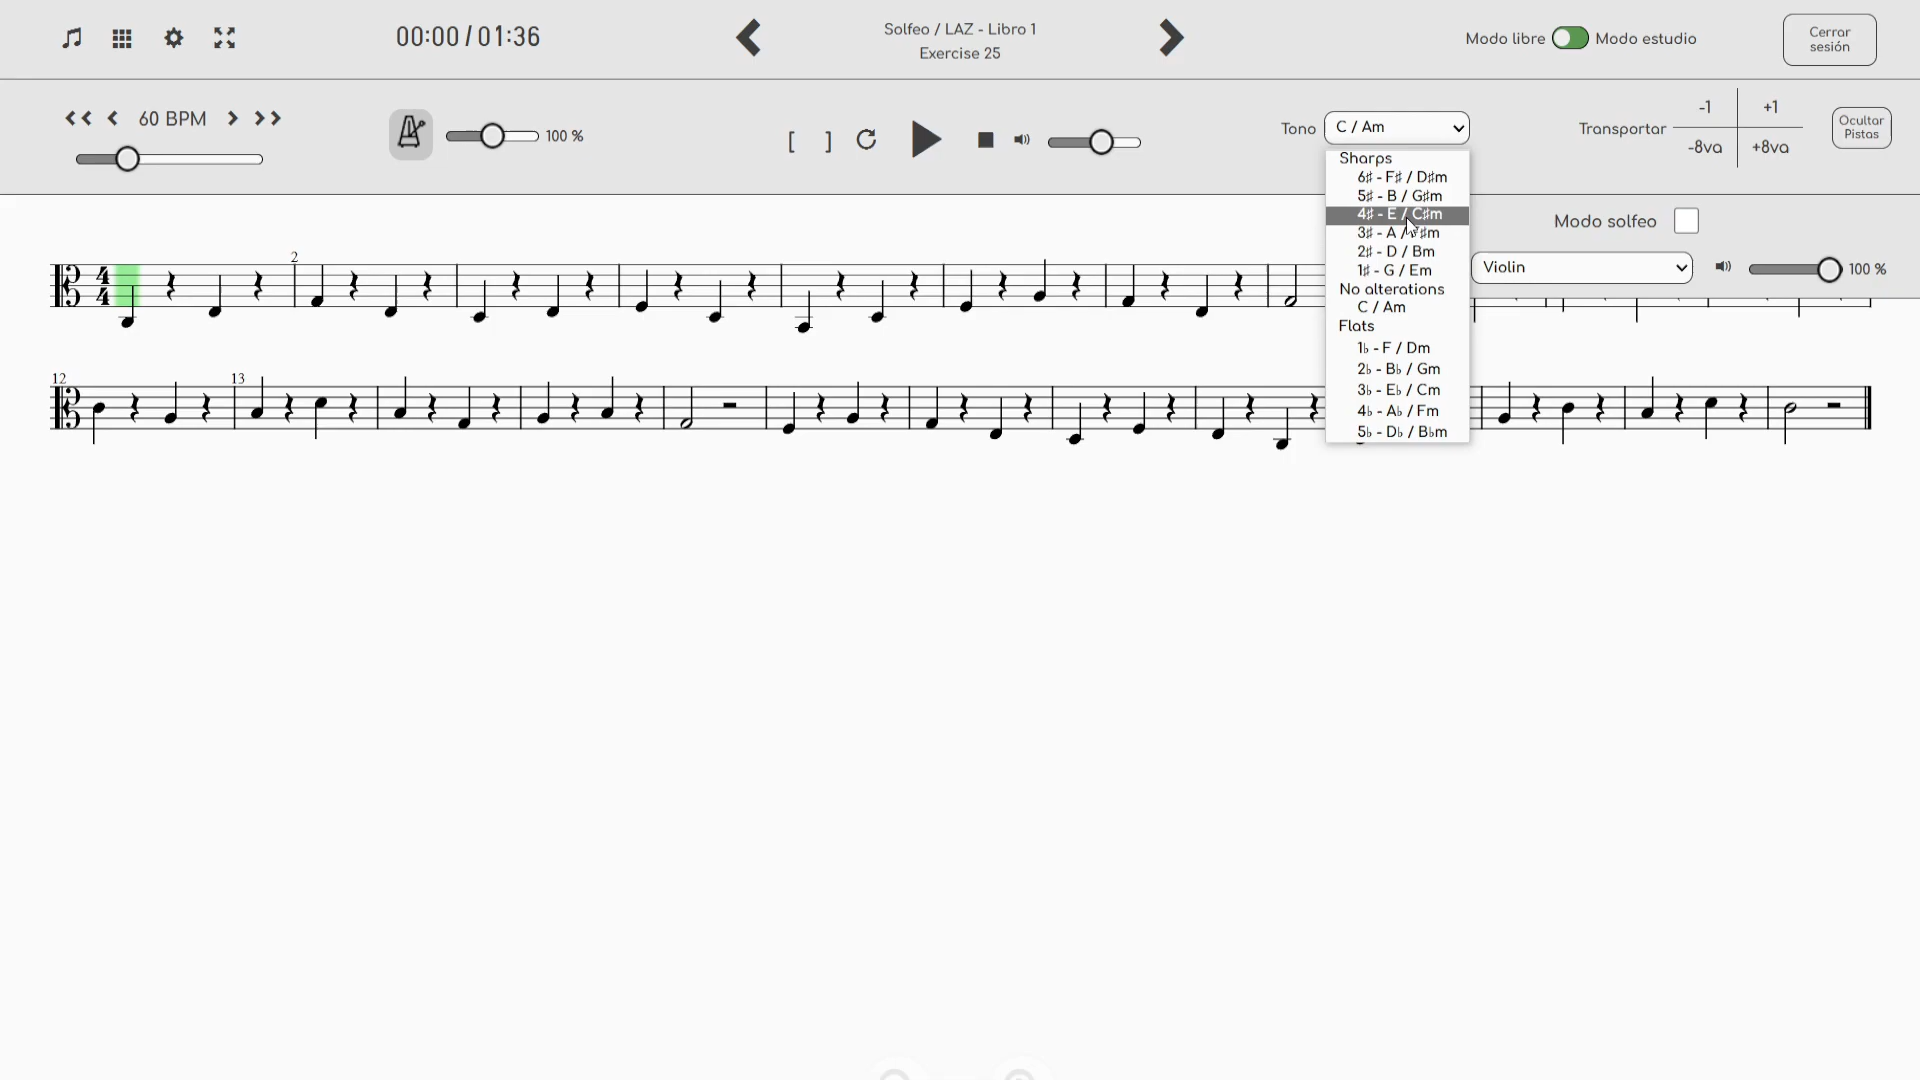 00:00 / 01:36
Solfeo / LAZ - Libro 1
Exercise 25
Modo libre
Modo estudio
Cerrar
sesión
60 BPM
100 %
[ ]
Tono
C / Am
Transportar
-1
+1
-8va
+8va
Ocultar
Pistas
Sharps
6♯ - F♯ / D♯m
5♯ - B / G♯m
4♯ - E / C♯m
3♯ - A / F♯m
2♯ - D / Bm
1♯ - G / Em
No alterations
C / Am
Flats
1♭ - F / Dm
2♭ - B♭ / Gm
3♭ - E♭ / Cm
4♭ - A♭ / Fm
5♭ - D♭ / B♭m
Modo solfeo
Violin
100 %
4
4
2
12
13